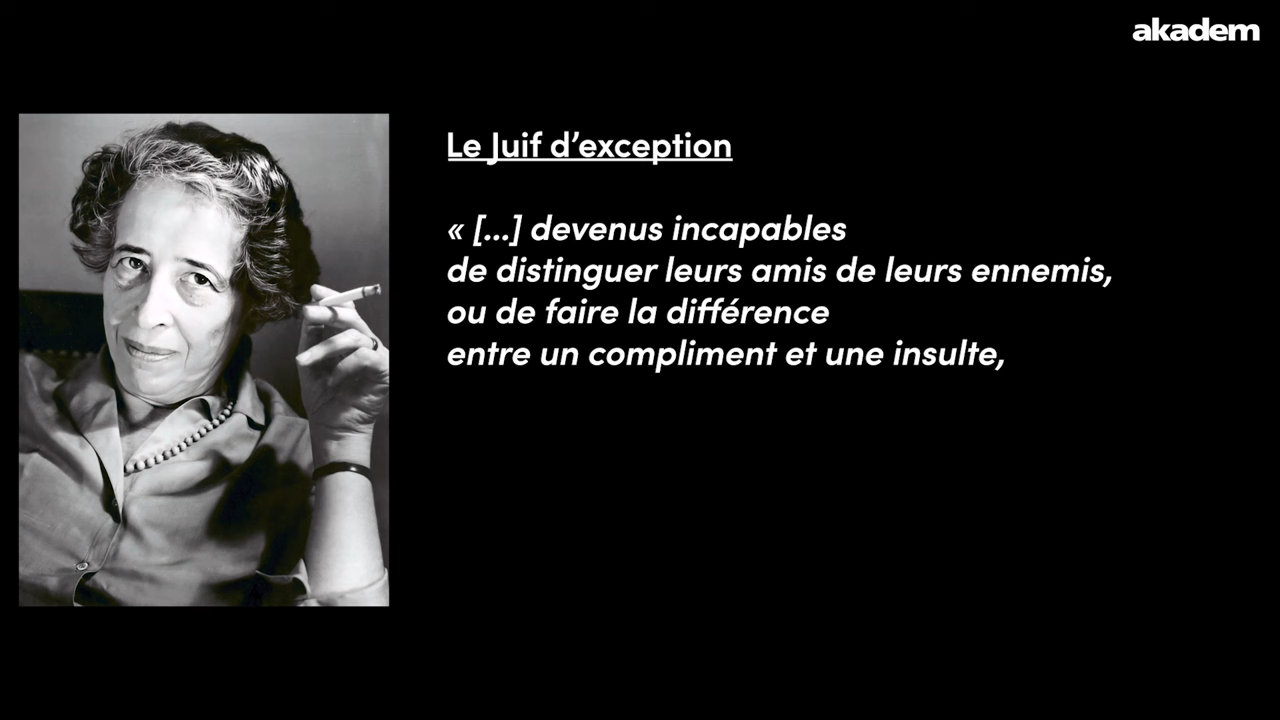 akadem
Le Juif d’exception
« [...] devenus incapables
de distinguer leurs amis de leurs ennemis,
ou de faire la différence
entre un compliment et une insulte,